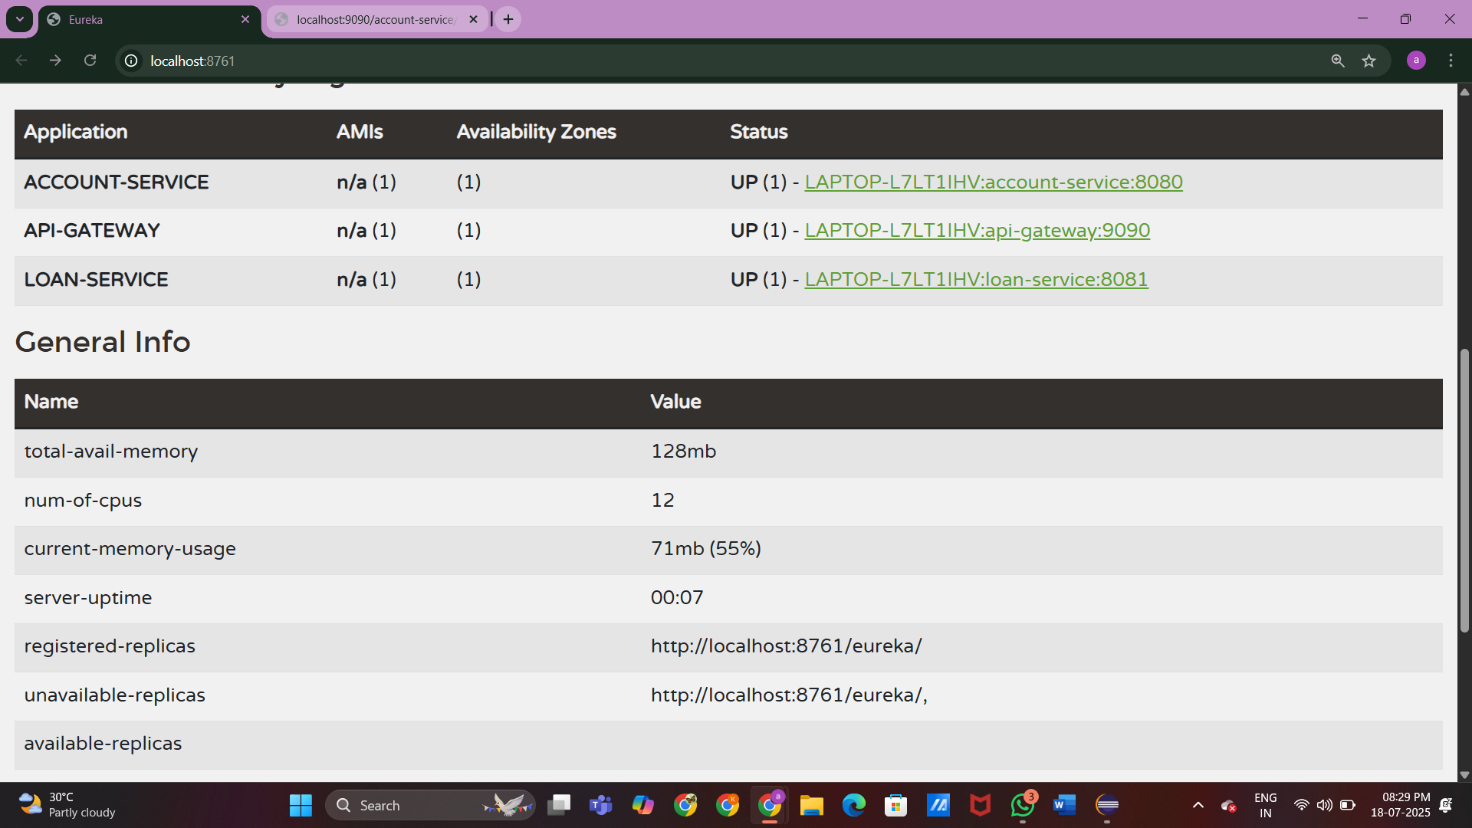 Eureka
localhost:9090/account-service/
localhost:8761
a
Application AMIs Availability Zones Status
ACCOUNT-SERVICE n/a (1) (1) UP (1) - LAPTOP-L7LT1IHV:account-service:8080
API-GATEWAY n/a (1) (1) UP (1) - LAPTOP-L7LT1IHV:api-gateway:9090
LOAN-SERVICE n/a (1) (1) UP (1) - LAPTOP-L7LT1IHV:loan-service:8081
General Info
Name Value
total-avail-memory 128mb
num-of-cpus 12
current-memory-usage 71mb (55%)
server-uptime 00:07
registered-replicas http://localhost:8761/eureka/
unavailable-replicas http://localhost:8761/eureka/,
available-replicas
30°C
Partly cloudy
Search
3
ENG
IN
08:29 PM
18-07-2025